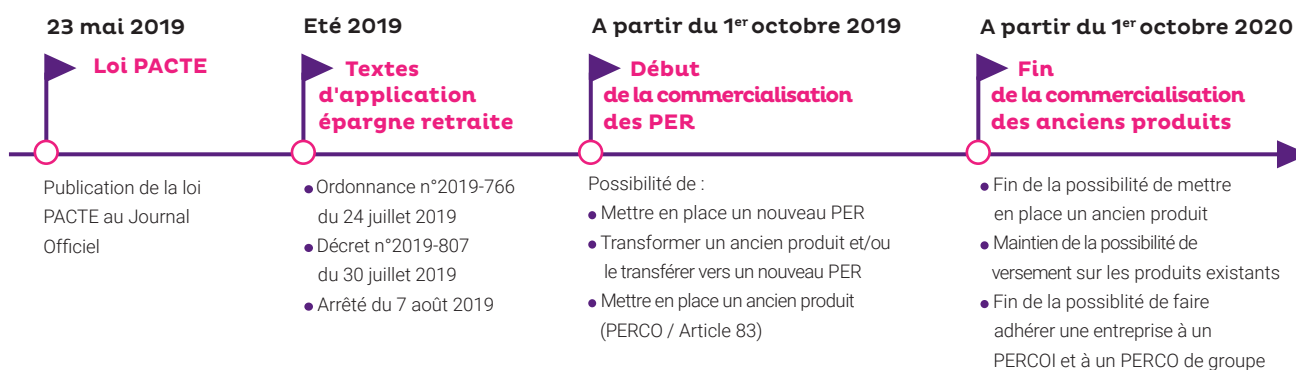 23 mai 2019
Loi PACTE
Publication de la loi
PACTE au Journal
Officiel
Eté 2019
Textes
d'application
épargne retraite
• Ordonnance n°2019-766
du 24 juillet 2019
• Décret n°2019-807
du 30 juillet 2019
• Arrêté du 7 août 2019
A partir du 1er octobre 2019
Début
de la commercialisation
des PER
Possibilité de :
• Mettre en place un nouveau PER
• Transformer un ancien produit et/ou
le transférer vers un nouveau PER
• Mettre en place un ancien produit
(PERCO / Article 83)
A partir du 1er octobre 2020
Fin
de la commercialisation
des anciens produits
• Fin de la possibilité de mettre
en place un ancien produit
• Maintien de la possibilité de
versement sur les produits existants
• Fin de la possiblité de faire
adhérer une entreprise à un
PERCOI et à un PERCO de groupe